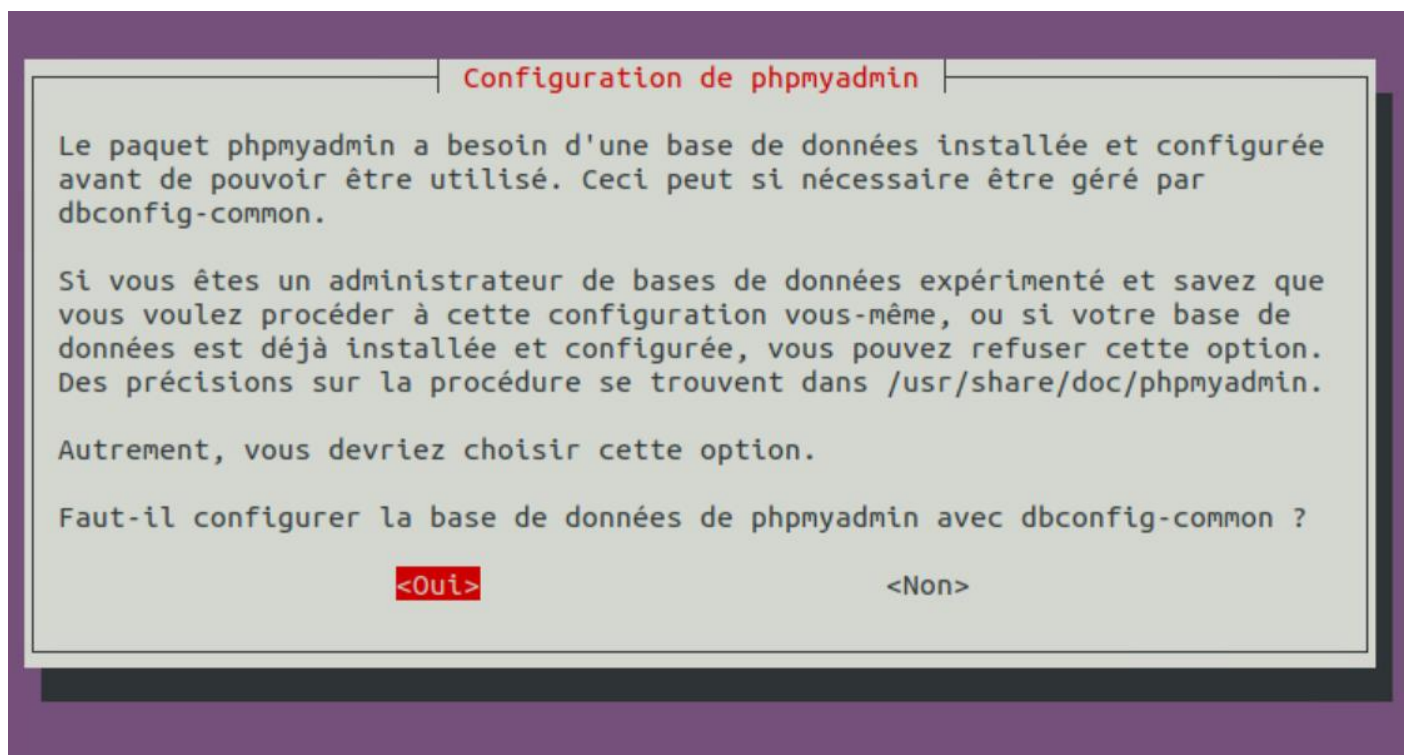 Configuration de phpmyadmin
Le paquet phpmyadmin a besoin d'une base de données installée et configurée
avant de pouvoir être utilisé. Ceci peut si nécessaire être géré par
dbconfig-common.
Si vous êtes un administrateur de bases de données expérimenté et savez que
vous voulez procéder à cette configuration vous-même, ou si votre base de
données est déjà installée et configurée, vous pouvez refuser cette option.
Des précisions sur la procédure se trouvent dans /usr/share/doc/phpmyadmin.
Autrement, vous devriez choisir cette option.
Faut-il configurer la base de données de phpmyadmin avec dbconfig-common ?
<Oui> <Non>